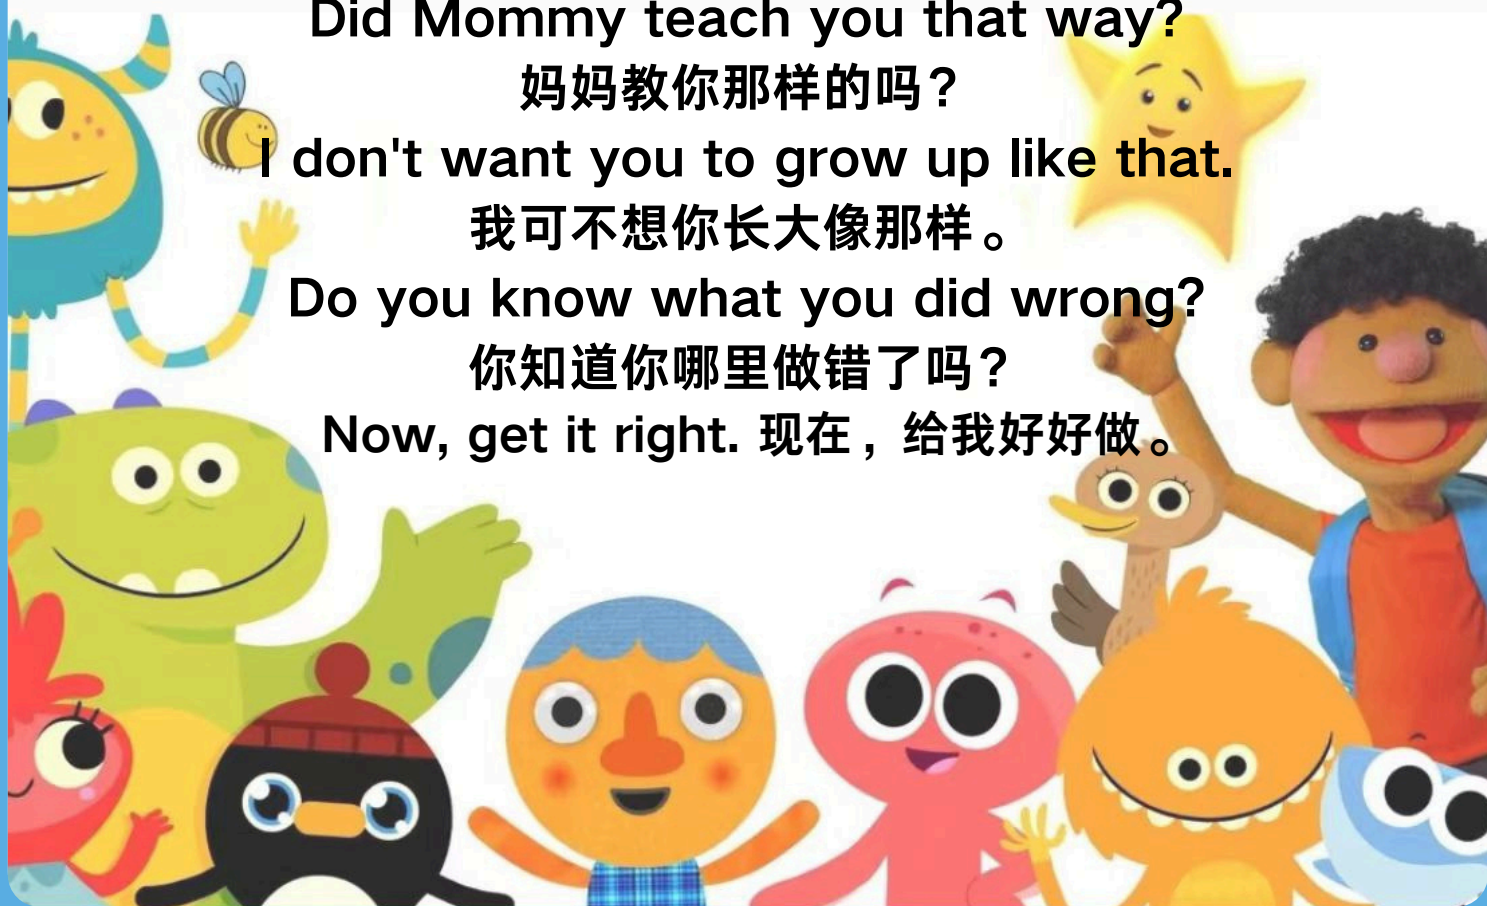 Did Mommy teach you that way?
妈妈教你那样的吗？
I don't want you to grow up like that.
我可不想你长大像那样。
Do you know what you did wrong?
你知道你哪里做错了吗？
Now, get it right. 现在，给我好好做。